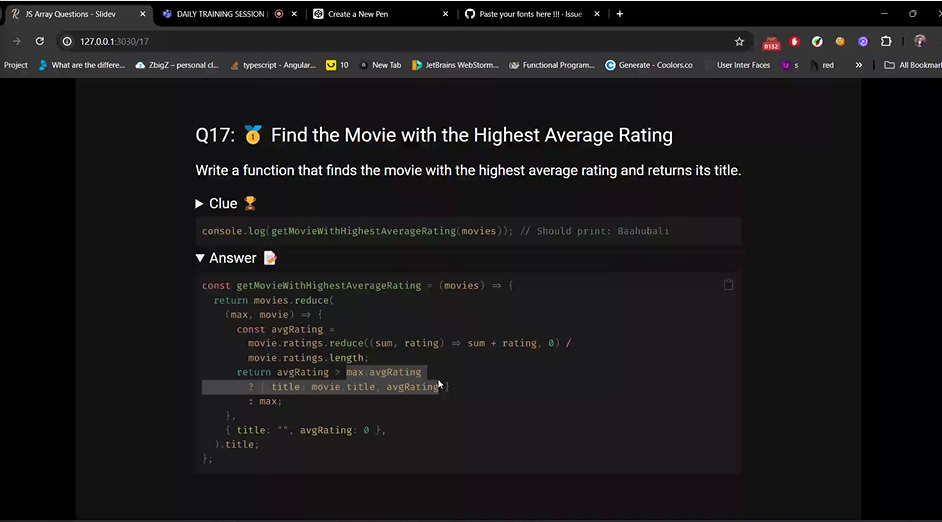 JS Array Questions - Slidev
DAILY TRAINING SESSION |
Create a New Pen
Paste your fonts here !!! · Issue
127.0.0.1:3030/17
0132
Project
What are the differe...
ZbigZ – personal cl...
typescript - Angular...
10
New Tab
JetBrains WebStorm...
Functional Program...
Generate - Coolors.co
User Inter Faces
s
red
»
All Bookmar
Q17: 🥇 Find the Movie with the Highest Average Rating
Write a function that finds the movie with the highest average rating and returns its title.
▶ Clue 🏆
console.log(getMovieWithHighestAverageRating(movies)); // Should print: Baahubali
▼ Answer 📝
const getMovieWithHighestAverageRating = (movies) => {
return movies.reduce(
(max, movie) => {
const avgRating =
movie.ratings.reduce((sum, rating) => sum + rating, 0) /
movie.ratings.length;
return avgRating > max.avgRating
? { title: movie.title, avgRating }
: max;
},
{ title: "", avgRating: 0 },
).title;
};